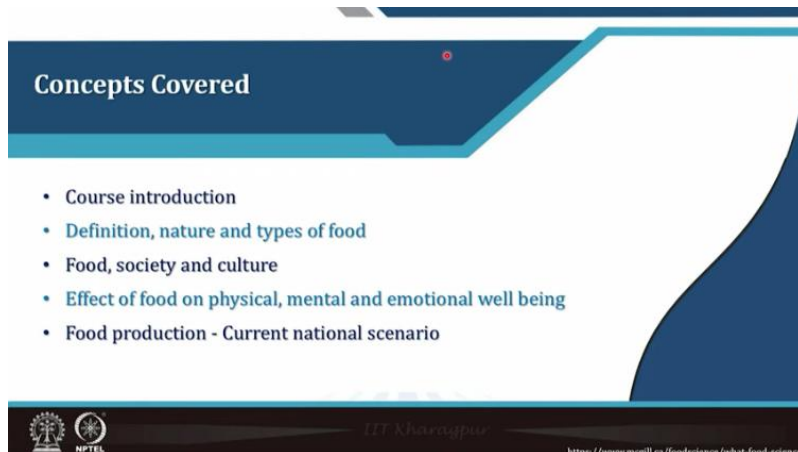 Concepts Covered
• Course introduction
• Definition, nature and types of food
• Food, society and culture
• Effect of food on physical, mental and emotional well being
• Food production - Current national scenario
IIT Kharagpur
NPTEL